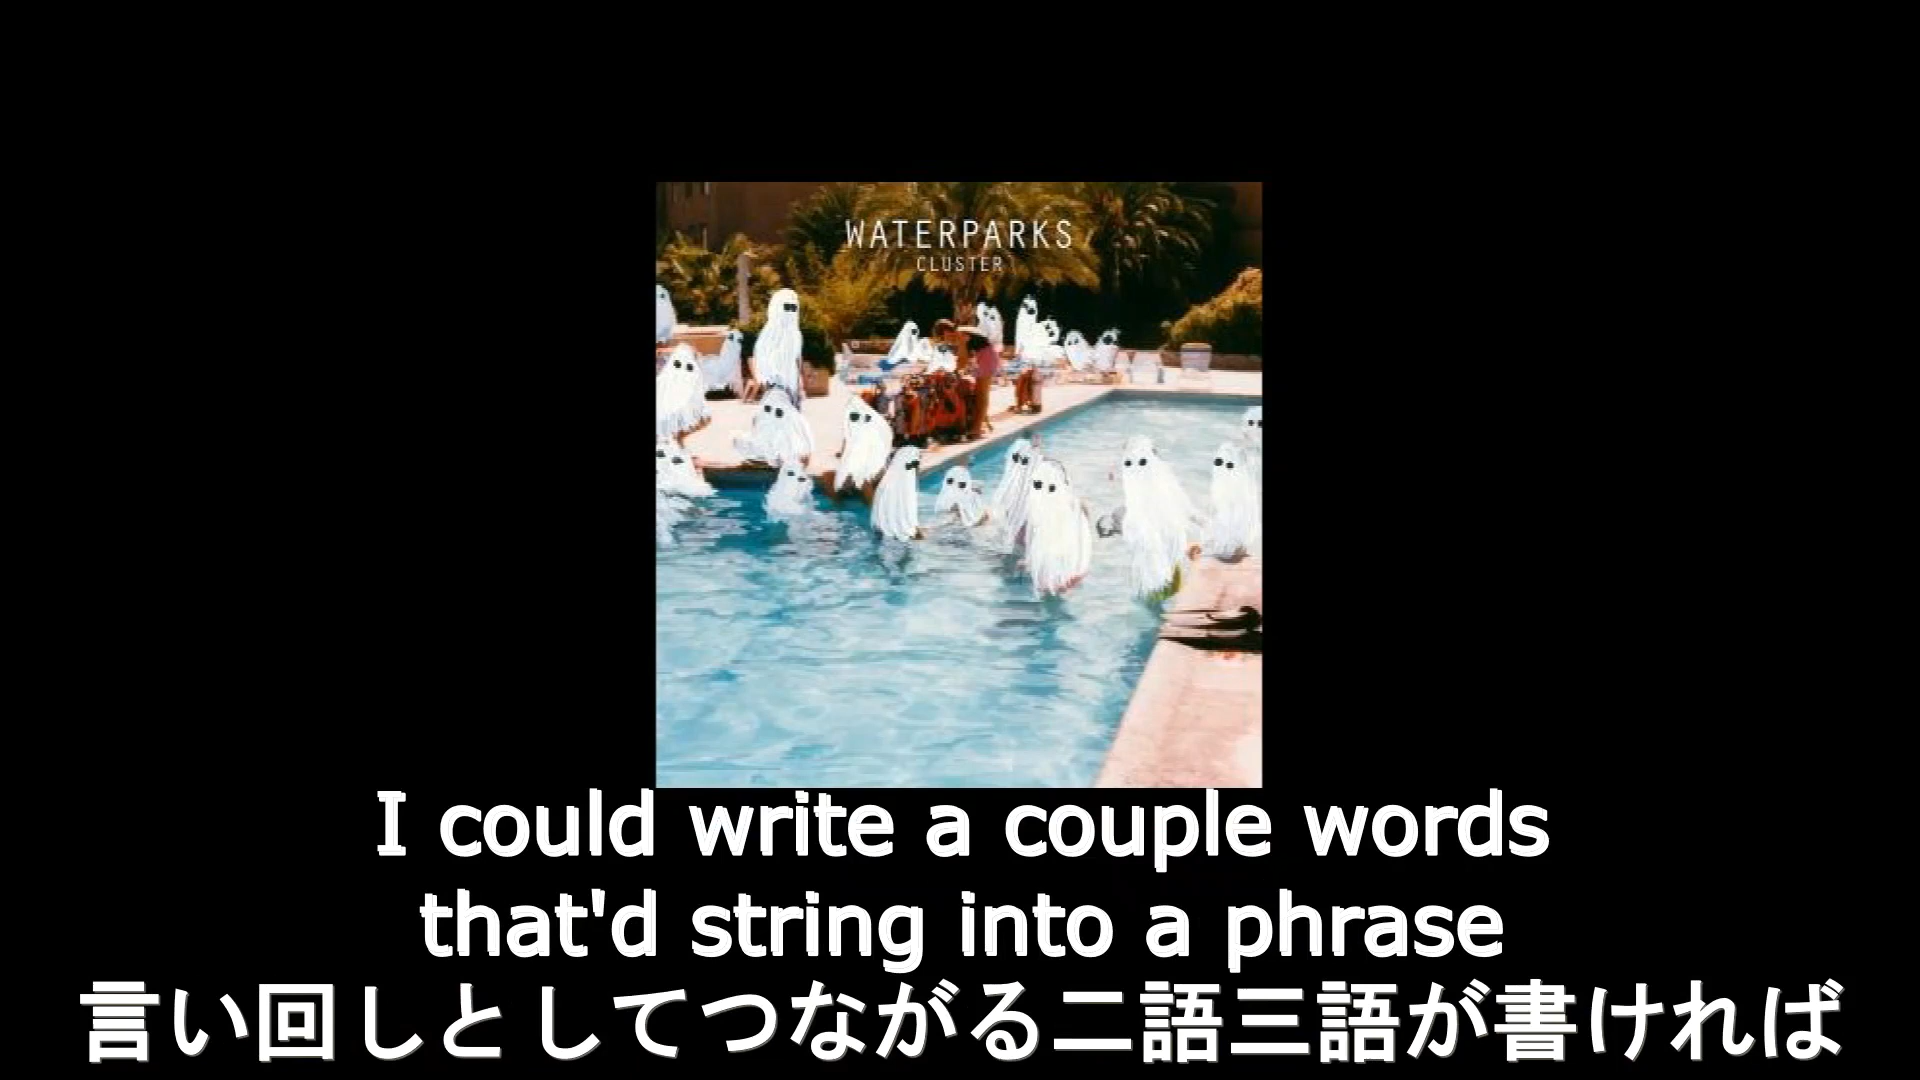 WATERPARKS
CLUSTER
I could write a couple words
that'd string into a phrase
言い回しとしてつながる二語三語が書ければ